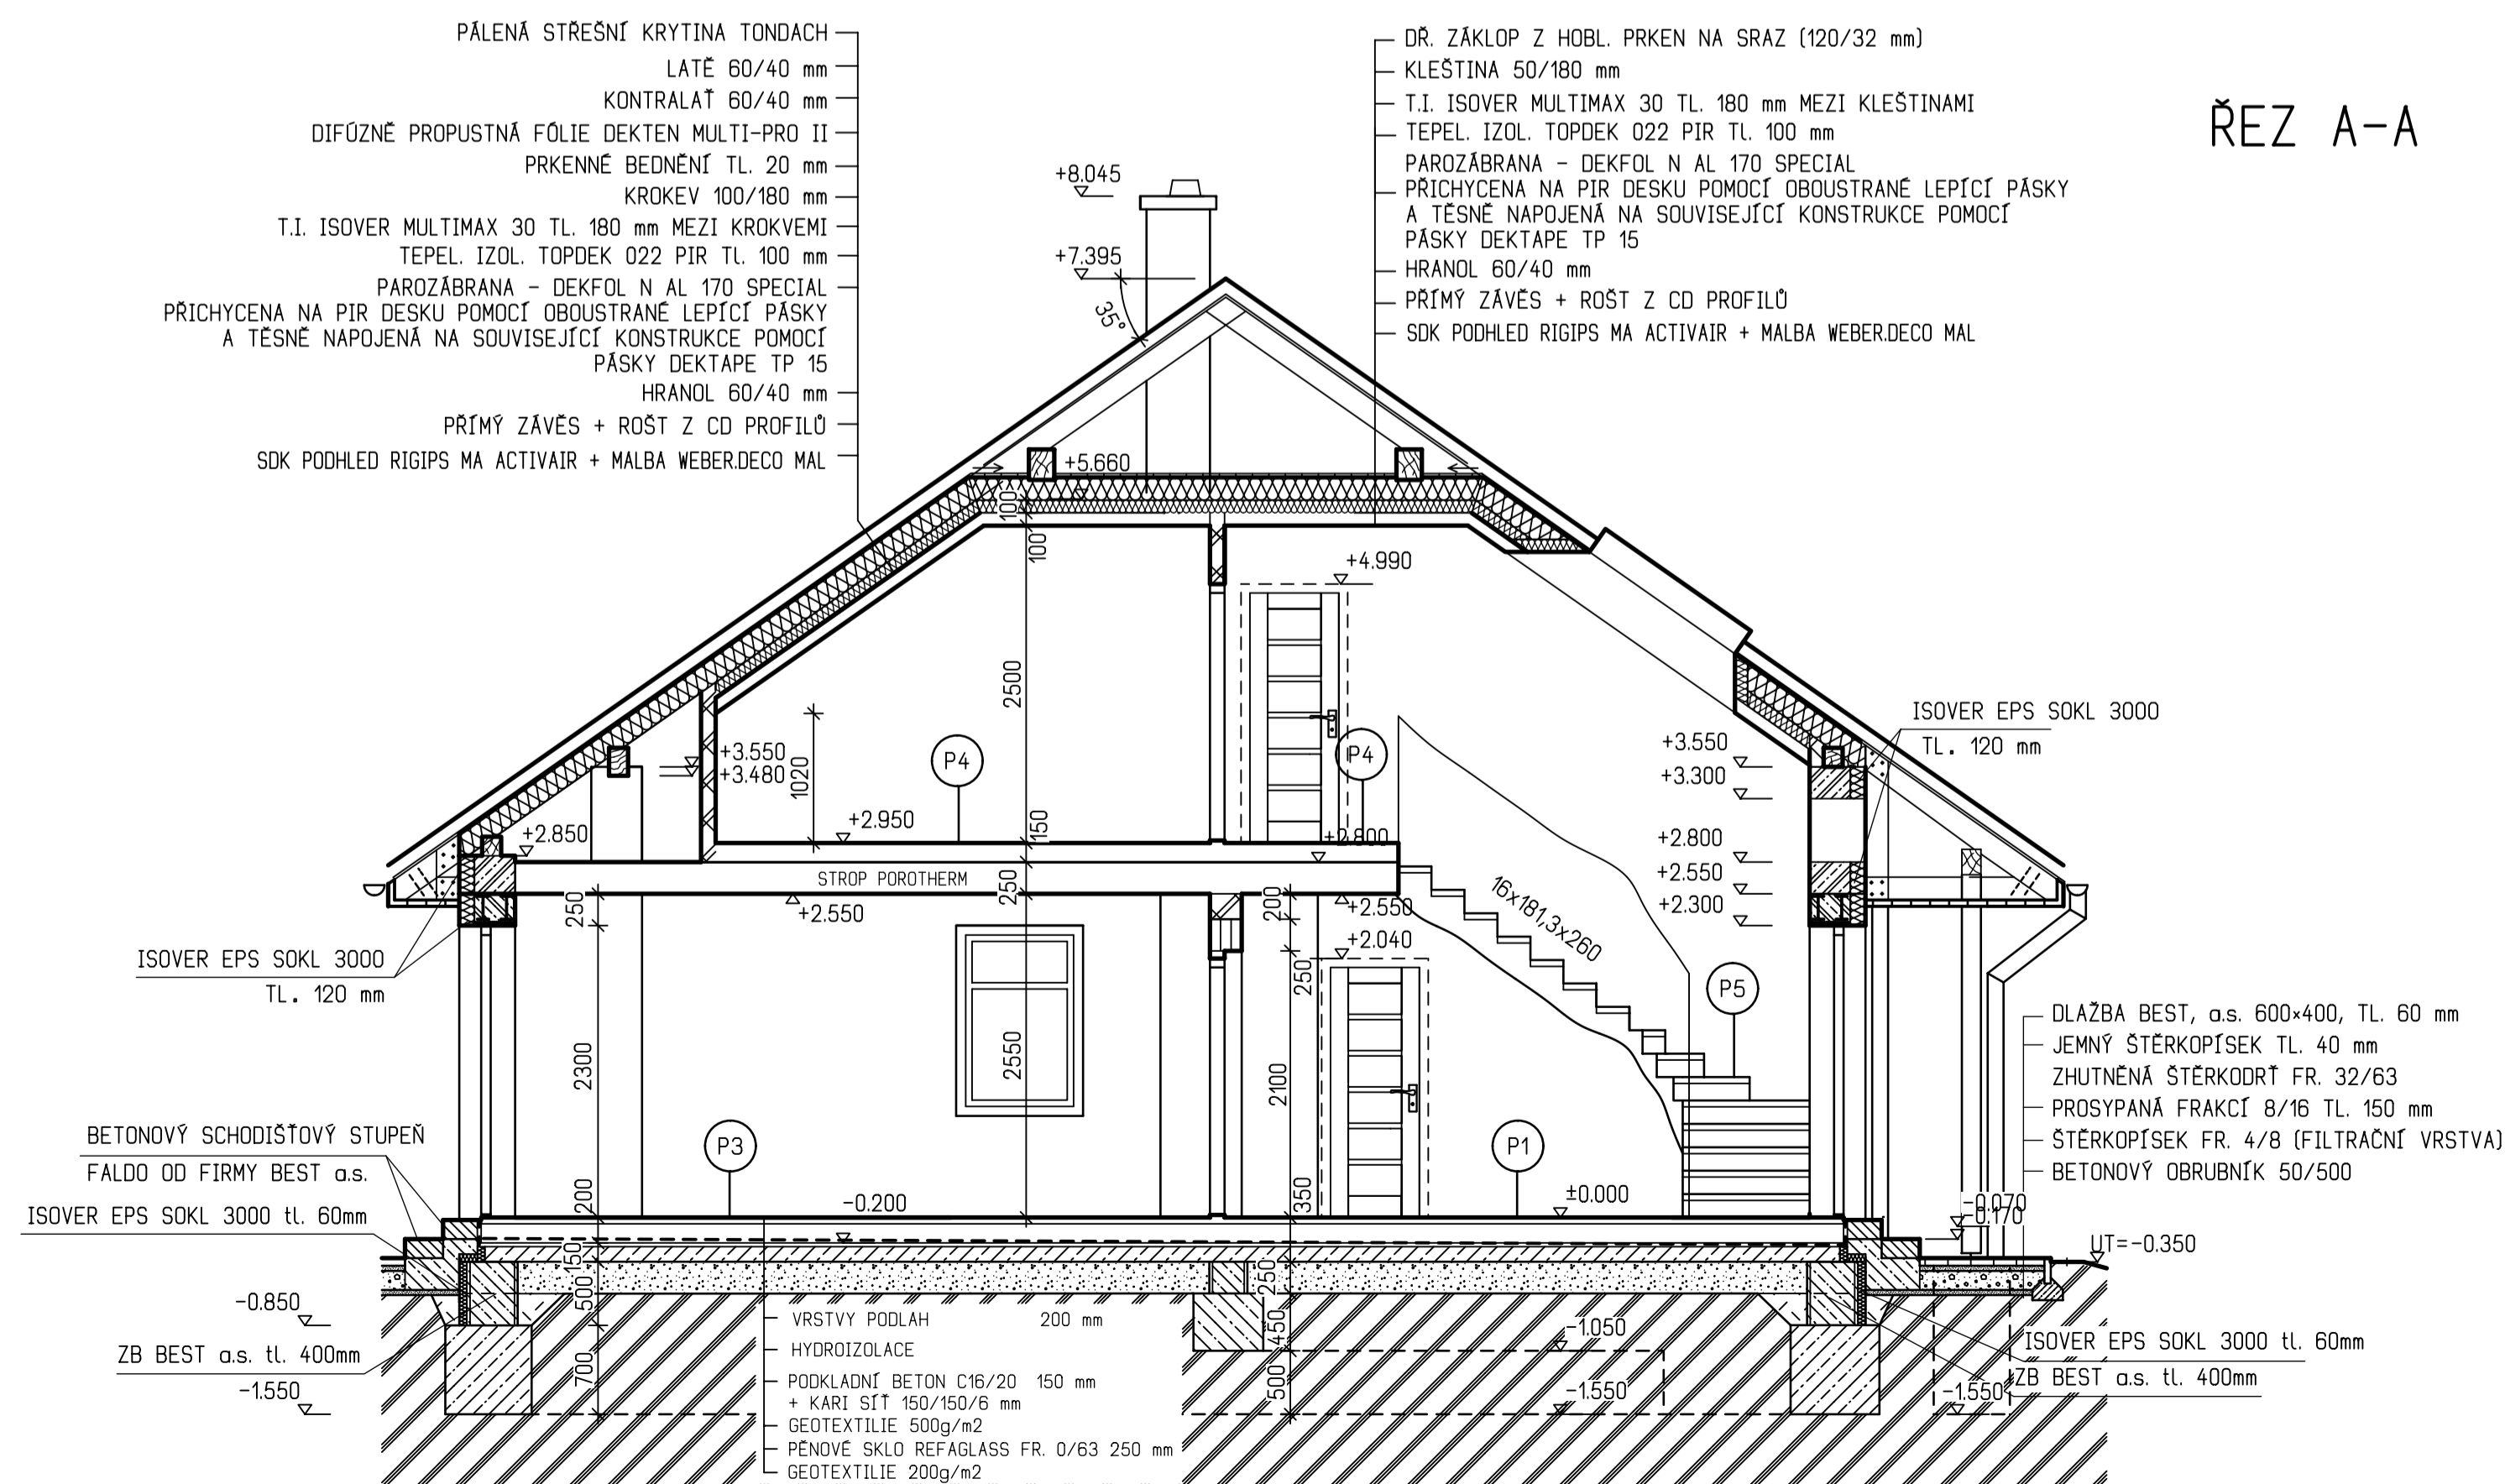 PÁLENÁ STŘEŠNÍ KRYTINA TONDACH
LATĚ 60/40 mm
KONTRALAŤ 60/40 mm
DIFÚZNĚ PROPUSTNÁ FÓLIE DEKTEN MULTI-PRO II
PRKENNÉ BEDNĚNÍ TL. 20 mm
KROKEV 100/180 mm
T.I. ISOVER MULTIMAX 30 TL. 180 mm MEZI KROKVEMI
TEPEL. IZOL. TOPDEK 022 PIR Tl. 100 mm
PAROZÁBRANA - DEKFOL N AL 170 SPECIAL
PŘICHYCENA NA PIR DESKU POMOCÍ OBOUSTRANÉ LEPÍCÍ PÁSKY
A TĚSNĚ NAPOJENÁ NA SOUVISEJÍCÍ KONSTRUKCE POMOCÍ
PÁSKY DEKTAPE TP 15
HRANOL 60/40 mm
PŘÍMÝ ZÁVĚS + ROŠT Z CD PROFILŮ
SDK PODHLED RIGIPS MA ACTIVAIR + MALBA WEBER.DECO MAL
DŘ. ZÁKLOP Z HOBL. PRKEN NA SRAZ (120/32 mm)
KLEŠTINA 50/180 mm
T.I. ISOVER MULTIMAX 30 TL. 180 mm MEZI KLEŠTINAMI
TEPEL. IZOL. TOPDEK 022 PIR Tl. 100 mm
PAROZÁBRANA - DEKFOL N AL 170 SPECIAL
PŘICHYCENA NA PIR DESKU POMOCÍ OBOUSTRANÉ LEPÍCÍ PÁSKY
A TĚSNĚ NAPOJENÁ NA SOUVISEJÍCÍ KONSTRUKCE POMOCÍ
PÁSKY DEKTAPE TP 15
HRANOL 60/40 mm
PŘÍMÝ ZÁVĚS + ROŠT Z CD PROFILŮ
SDK PODHLED RIGIPS MA ACTIVAIR + MALBA WEBER.DECO MAL
ŘEZ A-A
+8.045
+7.395
35°
+5.660
100
100
+4.990
2500
+3.550
+3.480
1020
P4
P4
+2.850
+2.950
150
+2.800
STROP POROTHERM
250
250
+2.550
200
+2.550
+2.040
250
16x181,3x260
+3.550
+3.300
+2.800
+2.550
+2.300
P5
ISOVER EPS SOKL 3000
TL. 120 mm
ISOVER EPS SOKL 3000
TL. 120 mm
2300
2550
2100
P3
P1
200
-0.200
350
±0.000
BETONOVÝ SCHODIŠŤOVÝ STUPEŇ
FALDO OD FIRMY BEST a.s.
ISOVER EPS SOKL 3000 tl. 60mm
-0.850
ZB BEST a.s. tl. 400mm
-1.550
150
500
700
250
450
500
-1.050
-1.550
-1.550
DLAŽBA BEST, a.s. 600×400, TL. 60 mm
JEMNÝ ŠTĚRKOPÍSEK TL. 40 mm
ZHUTNĚNÁ ŠTĚRKODRŤ FR. 32/63
PROSYPANÁ FRAKCÍ 8/16 TL. 150 mm
ŠTĚRKOPÍSEK FR. 4/8 (FILTRAČNÍ VRSTVA)
BETONOVÝ OBRUBNÍK 50/500
-0.070
-0.170
UT=-0.350
ISOVER EPS SOKL 3000 tl. 60mm
ZB BEST a.s. tl. 400mm
VRSTVY PODLAH 200 mm
HYDROIZOLACE
PODKLADNÍ BETON C16/20 150 mm
+ KARI SÍŤ 150/150/6 mm
GEOTEXTILIE 500g/m2
PĚNOVÉ SKLO REFAGLASS FR. 0/63 250 mm
GEOTEXTILIE 200g/m2